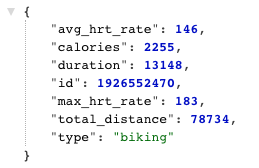 {
"avg_hrt_rate": 146,
"calories": 2255,
"duration": 13148,
"id": 1926552470,
"max_hrt_rate": 183,
"total_distance": 78734,
"type": "biking"
}